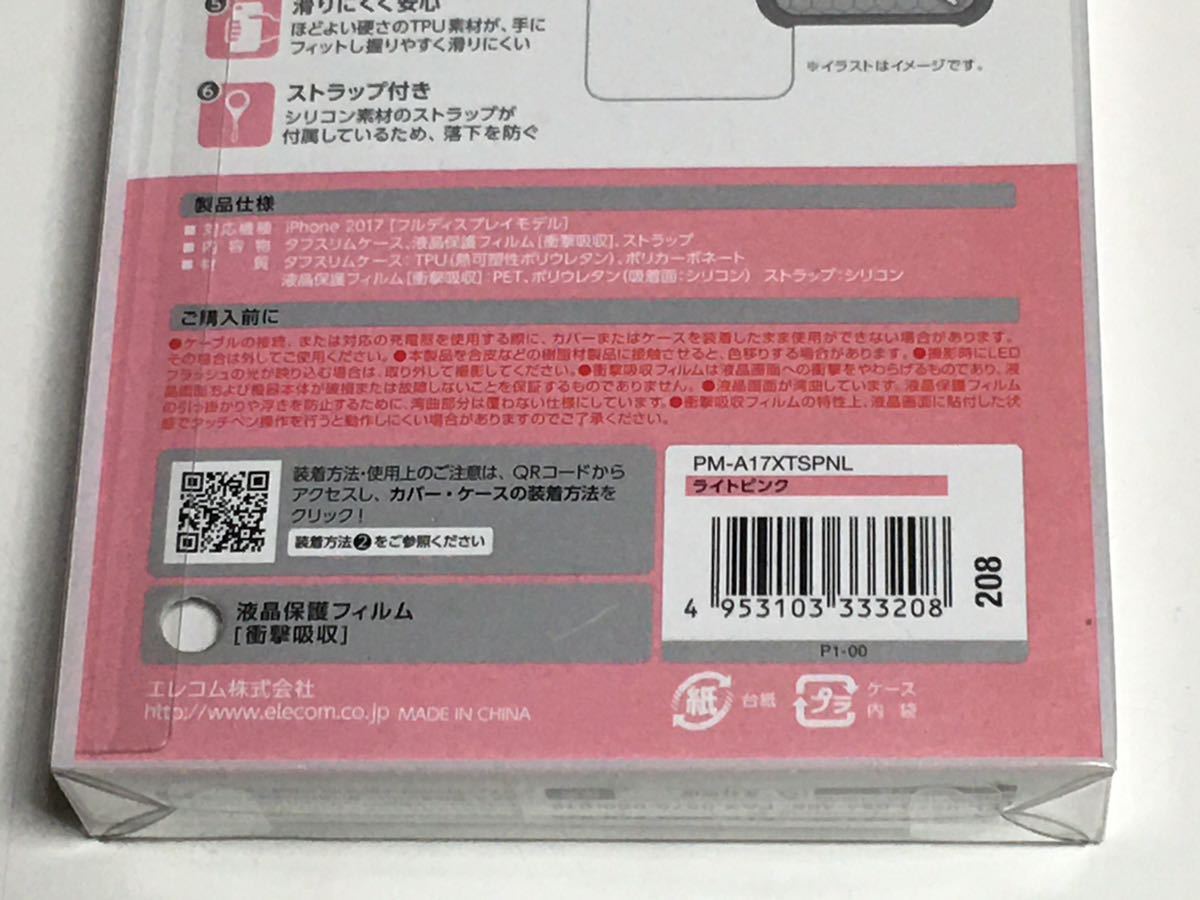 ⑤ 滑りにくく安心
ほどよい硬さのTPU素材が、手に
フィットし握りやすく滑りにくい
※イラストはイメージです。
⑥ ストラップ付き
シリコン素材のストラップが
付属しているため、落下を防ぐ
製品仕様
■ 対応機種 iPhone 2017 [フルディスプレイモデル]
■ 内容物 タフスリムケース、液晶保護フィルム[衝撃吸収]、ストラップ
■ 材質 タフスリムケース：TPU(熱可塑性ポリウレタン)、ポリカーボネート
液晶保護フィルム[衝撃吸収]：PET、ポリウレタン(吸着面：シリコン) ストラップ：シリコン
ご購入前に
●ケーブルの接続、または対応の充電器を使用する際に、カバーまたはケースを装着したまま使用ができない場合があります。
その場合は外してご使用ください。●本製品を合皮などの樹脂材製品に接触させると、色移りする場合があります。●撮影時にLED
フラッシュの光が映り込む場合は、取り外して撮影してください。●衝撃吸収フィルムは液晶画面への衝撃をやわらげるものであり、液
晶画面および機器本体が破損または故障しないことを保証するものではありません。●液晶画面が湾曲しています。液晶保護フィルム
の引っ掛かりや浮きを防止するために、湾曲部分は覆わない仕様にしています。●衝撃吸収フィルムの特性上、液晶画面に貼付した状
態でタッチペン操作を行うと動作しにくい場合がありますのでご了承ください。
装着方法・使用上のご注意は、QRコードから
アクセスし、カバー・ケースの装着方法を
クリック！
装着方法❷をご参照ください
液晶保護フィルム
[衝撃吸収]
PM-A17XTSPNL
ライトピンク
4 953103 333208
208
P1-00
エレコム株式会社
http://www.elecom.co.jp MADE IN CHINA
紙 台紙
プラ ケース
内袋